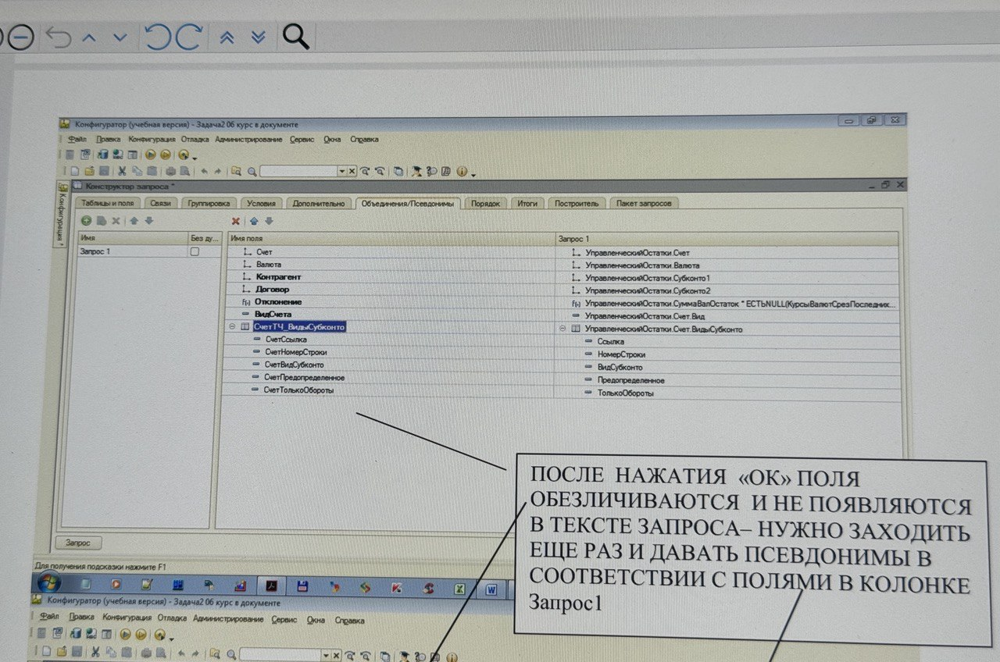 Конфигуратор (учебная версия) - Задача2 06 курс в документе
Файл Правка Конфигурация Отладка Администрирование Сервис Окна Справка
Конструктор запроса *
Конфигурация *
Таблицы и поля Связи Группировка Условия Дополнительно Объединения/Псевдонимы Порядок Итоги Построитель Пакет запросов
Имя Без ду... Имя поля Запрос 1
Запрос 1 Счет УправленческийОстатки.Счет
Валюта УправленческийОстатки.Валюта
Контрагент УправленческийОстатки.Субконто1
Договор УправленческийОстатки.Субконто2
Отклонение УправленческийОстатки.СуммаВалОстаток * ЕСТЬNULL(КурсыВалютСрезПоследних...
ВидСчета УправленческийОстатки.Счет.Вид
СчетТЧ_ВидыСубконто УправленческийОстатки.Счет.ВидыСубконто
СчетСсылка Ссылка
СчетНомерСтроки НомерСтроки
СчетВидСубконто ВидСубконто
СчетПредопределенное Предопределенное
СчетТолькоОбороты ТолькоОбороты
ПОСЛЕ НАЖАТИЯ «ОК» ПОЛЯ
ОБЕЗЛИЧИВАЮТСЯ И НЕ ПОЯВЛЯЮТСЯ
В ТЕКСТЕ ЗАПРОСА– НУЖНО ЗАХОДИТЬ
ЕЩЕ РАЗ И ДАВАТЬ ПСЕВДОНИМЫ В
СООТВЕТСТВИИ С ПОЛЯМИ В КОЛОНКЕ
Запрос1
Запрос
Для получения подсказки нажмите F1
Конфигуратор (учебная версия) - Задача2 06 курс в документе
Файл Правка Конфигурация Отладка Администрирование Сервис Окна Справка